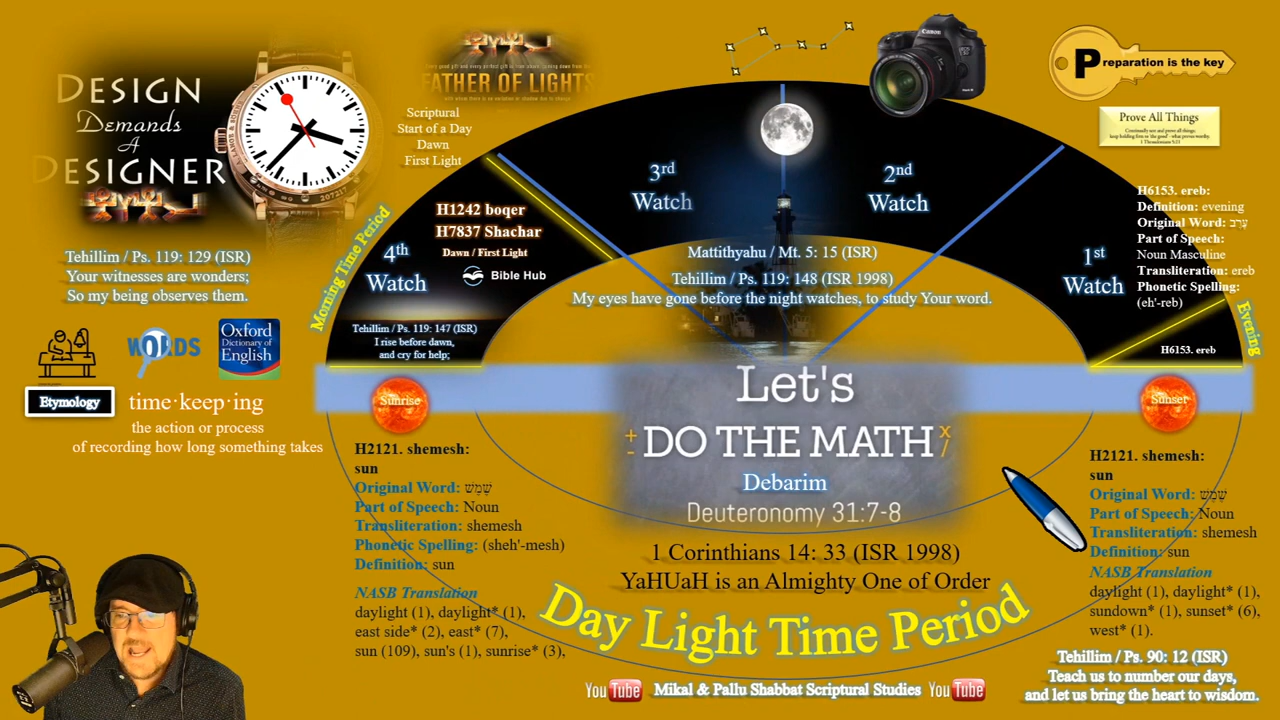 DESIGN
Demands
A
DESIGNER
FATHER OF LIGHTS
Scriptural
Start of a Day
Dawn
First Light
Canon
Preparation is the key
Prove All Things
Tehillim / Ps. 119: 129 (ISR)
Your witnesses are wonders;
So my being observes them.
WORDS
Oxford
Dictionary of
English
Etymology
time·keep·ing
the action or process
of recording how long something takes
Morning Time Period
4th
Watch
H1242 boqer
H7837 Shachar
Dawn / First Light
Bible Hub
Tehillim / Ps. 119: 147 (ISR)
I rise before dawn,
and cry for help;
3rd
Watch
2nd
Watch
1st
Watch
Mattithyahu / Mt. 5: 15 (ISR)
Tehillim / Ps. 119: 148 (ISR 1998)
My eyes have gone before the night watches, to study Your word.
H6153. ereb:
Definition: evening
Original Word: עֶרֶב
Part of Speech:
Noun Masculine
Transliteration: ereb
Phonetic Spelling:
(eh'-reb)
H6153. ereb
Evening
Sunrise
Sunset
Let's
+ - DO THE MATH x /
Debarim
Deuteronomy 31:7-8
1 Corinthians 14: 33 (ISR 1998)
YaHUaH is an Almighty One of Order
Day Light Time Period
H2121. shemesh:
sun
Original Word: שֶׁמֶשׁ
Part of Speech: Noun
Transliteration: shemesh
Phonetic Spelling: (sheh'-mesh)
Definition: sun
NASB Translation
daylight (1), daylight* (1),
east side* (2), east* (7),
sun (109), sun's (1), sunrise* (3),
H2121. shemesh:
sun
Original Word: שֶׁמֶשׁ
Part of Speech: Noun
Transliteration: shemesh
Definition: sun
NASB Translation
daylight (1), daylight* (1),
sundown* (1), sunset* (6),
west* (1).
YouTube Mikal & Pallu Shabbat Scriptural Studies YouTube
Tehillim / Ps. 90: 12 (ISR)
Teach us to number our days,
and let us bring the heart to wisdom.